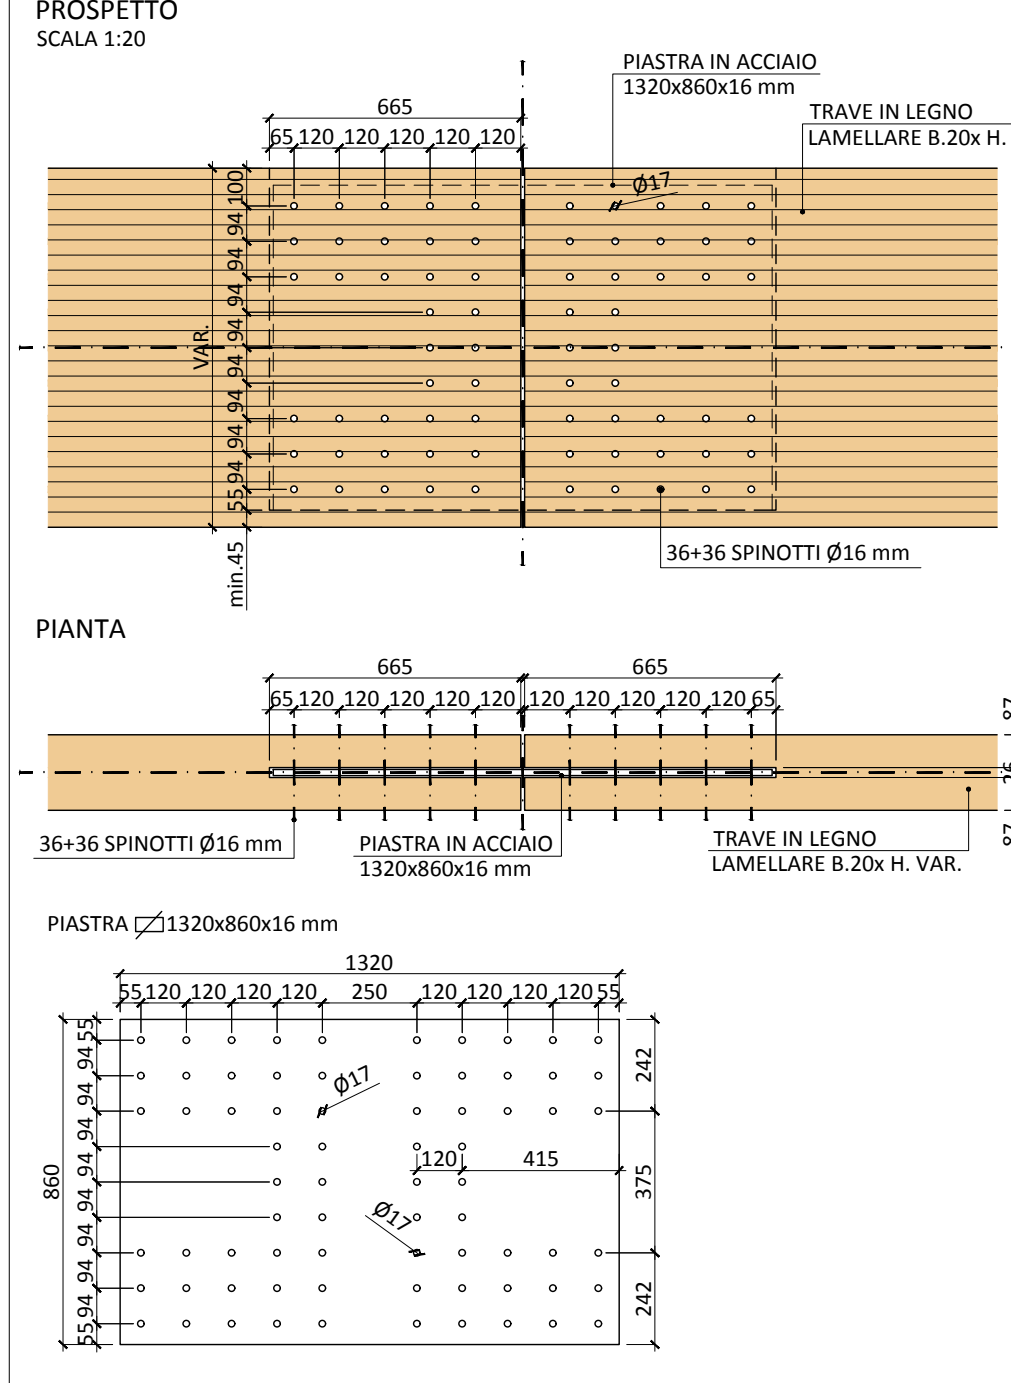 PROSPETTO
SCALA 1:20
PIASTRA IN ACCIAIO
1320x860x16 mm
TRAVE IN LEGNO
LAMELLARE B.20x H.
665
65 120 120 120 120 120
Ø17
100
94
94
94
94
94
94
94
94
55
min.45
VAR.
36+36 SPINOTTI Ø16 mm
PIANTA
665 665
65 120 120 120 120 120 120 120 120 120 120 65
87
26
87
36+36 SPINOTTI Ø16 mm
PIASTRA IN ACCIAIO
1320x860x16 mm
TRAVE IN LEGNO
LAMELLARE B.20x H. VAR.
PIASTRA 1320x860x16 mm
1320
55 120 120 120 120 250 120 120 120 120 55
55
94
94
94
94
94
94
94
94
55
860
Ø17
120 415
Ø17
242
375
242